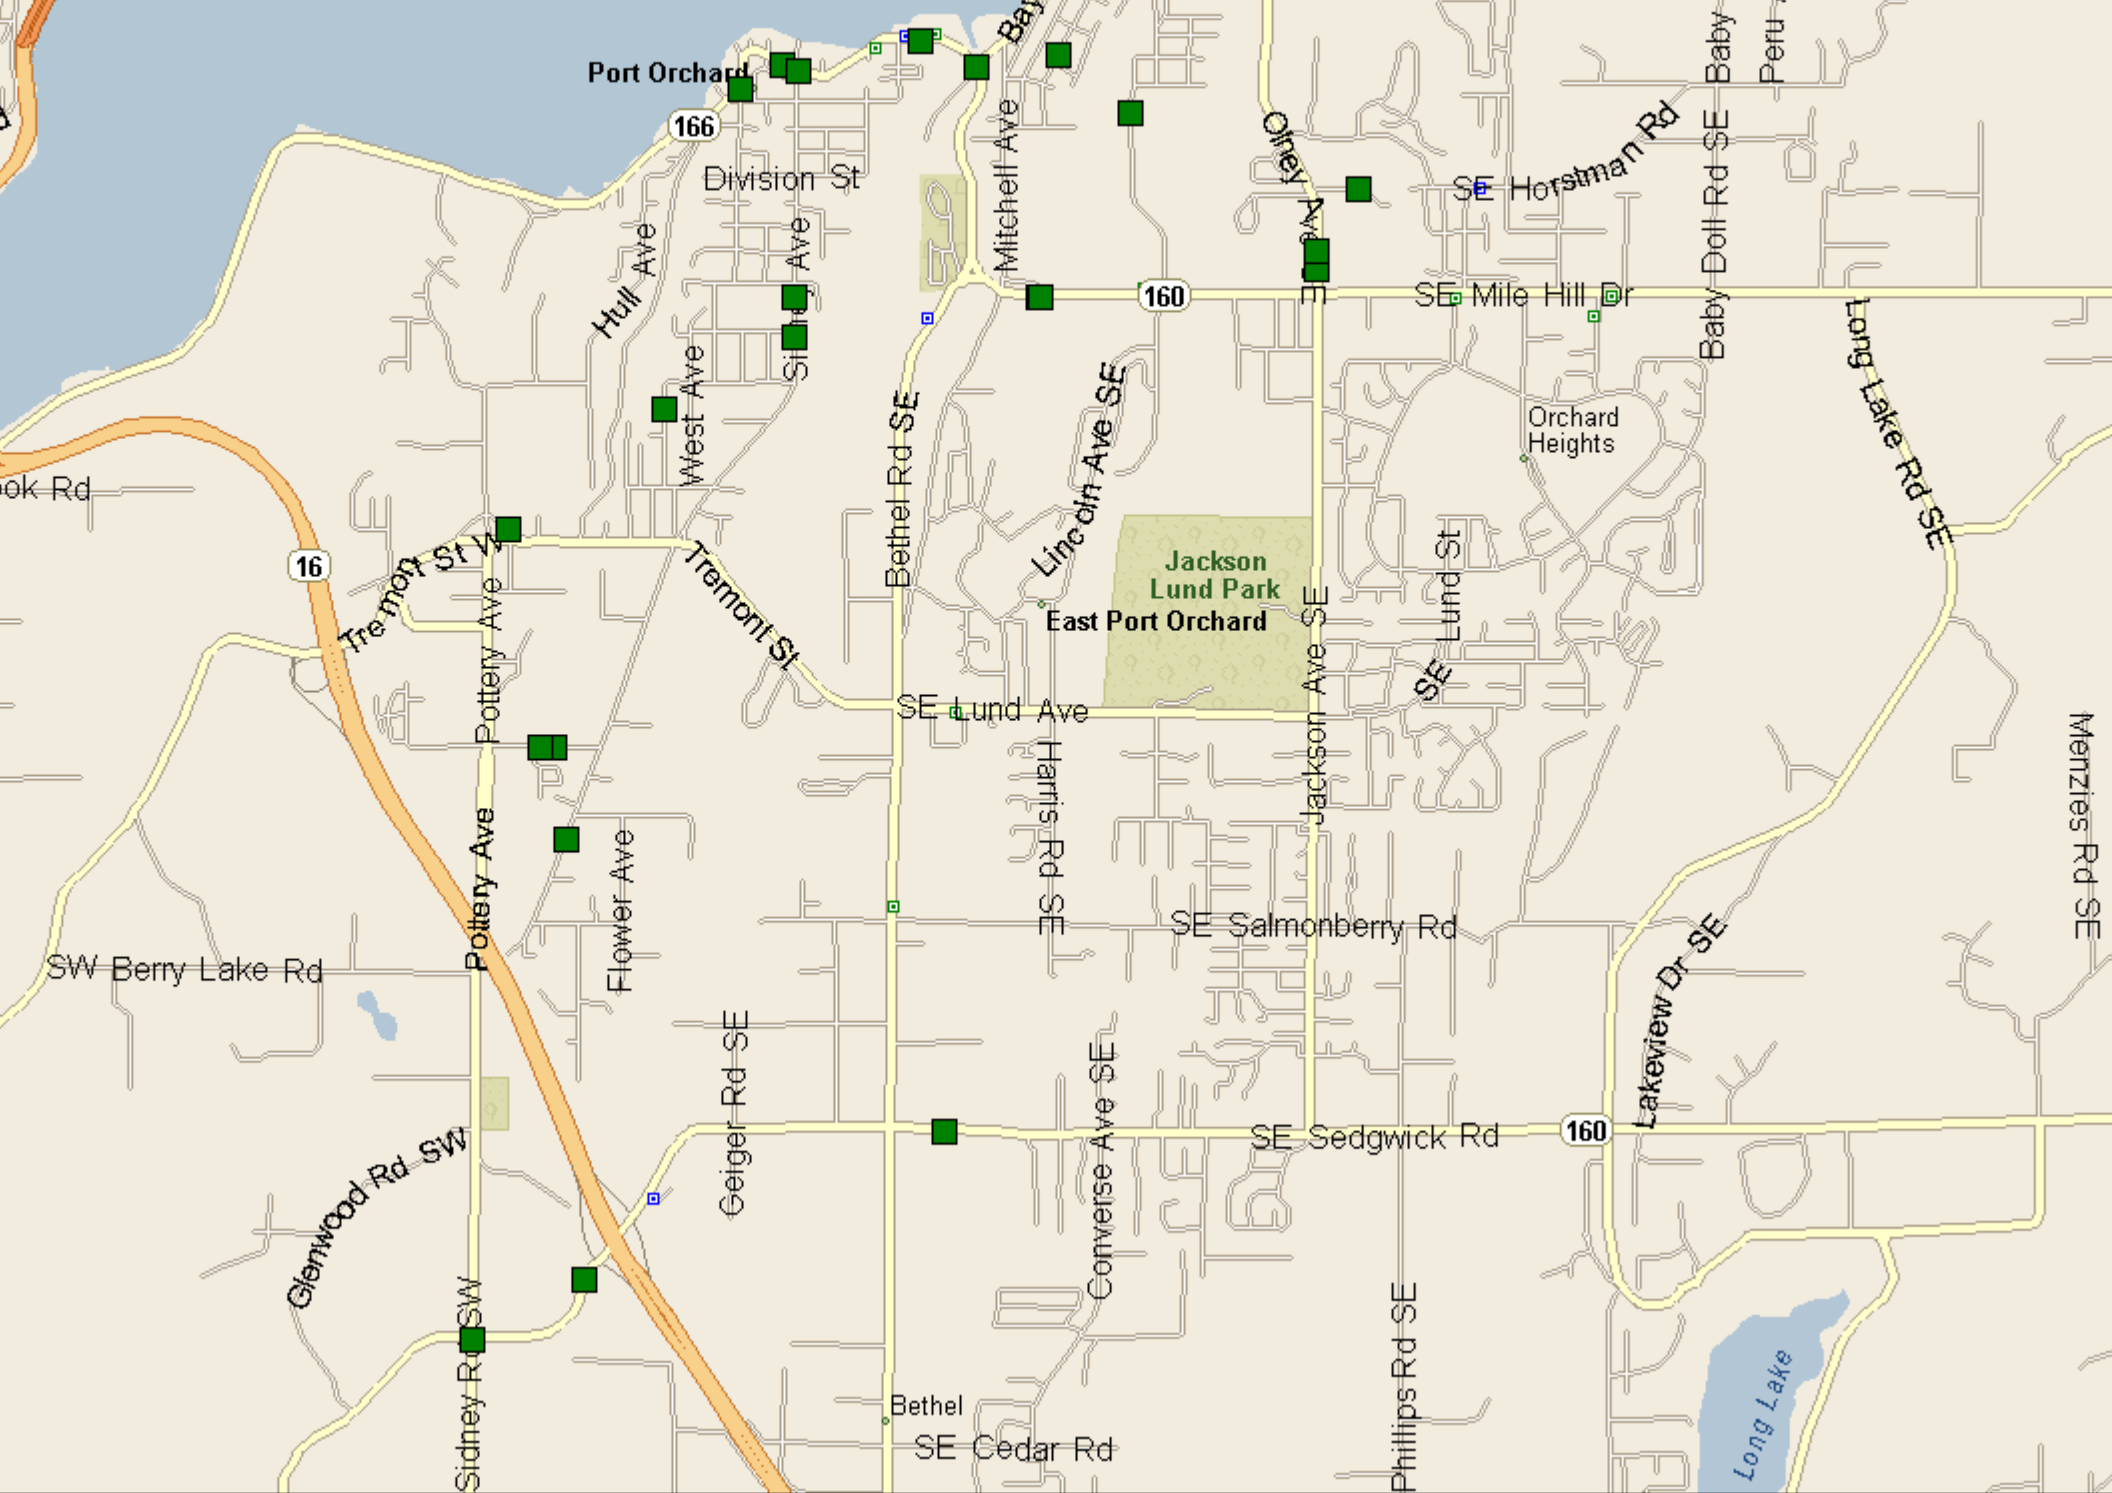 Bay
Baby
Peru
Port Orchard
166
Olney Ave SE
SE Horstman Rd
Division St
Mitchell Ave
Baby Doll Rd SE
Hull Ave
Sidney Ave
160
SE Mile Hill Dr
West Ave
Long Lake Rd SE
Bethel Rd SE
Lincoln Ave SE
Orchard
Heights
ook Rd
16
Tremont St W
Tremont St
Jackson
Lund Park
East Port Orchard
SE Lund St
Pottery Ave
Jackson Ave SE
SE Lund Ave
Harris Rd SE
Menzies Rd SE
Pottery Ave
Flower Ave
SE Salmonberry Rd
SW Berry Lake Rd
Lakeview Dr SE
Geiger Rd SE
Converse Ave SE
Glenwood Rd SW
SE Sedgwick Rd
160
Sidney Rd SW
Phillips Rd SE
Bethel
SE Cedar Rd
Long Lake